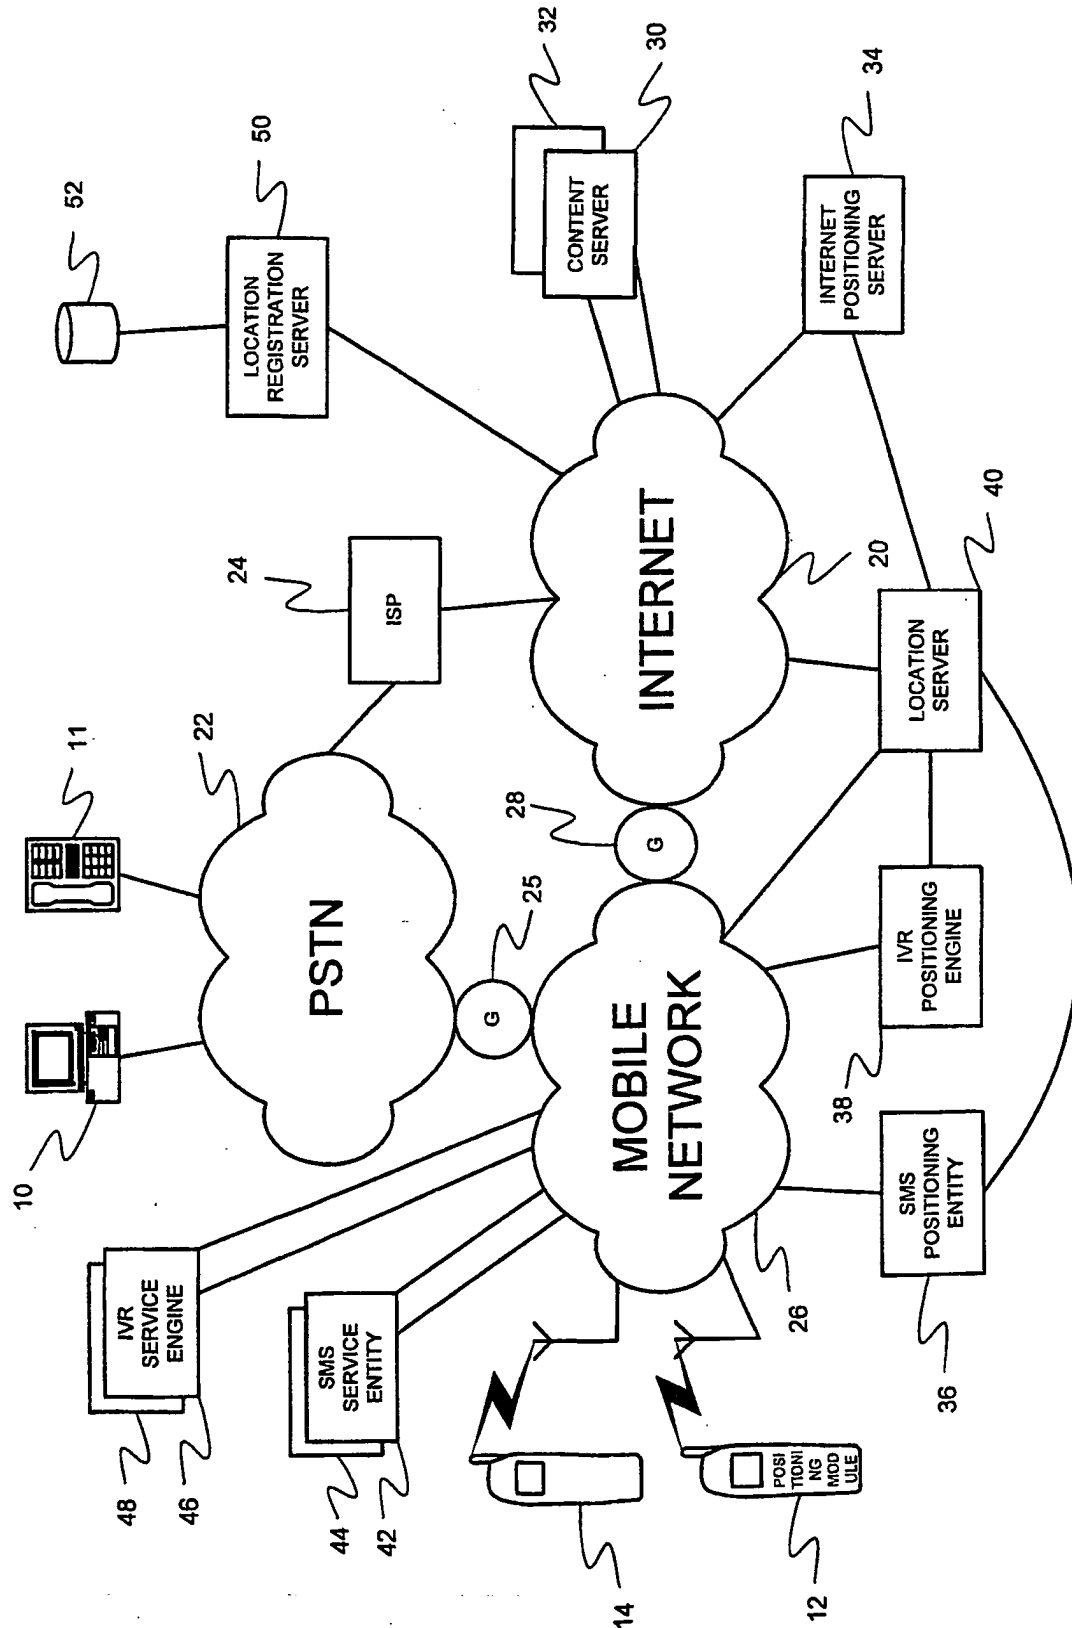 10
11
52
50
32
30
34
48
46
IVR
SERVICE
ENGINE
44
42
SMS
SERVICE
ENTITY
PSTN
22
24
ISP
LOCATION
REGISTRATION
SERVER
CONTENT
SERVER
G
25
28
G
14
12
POSI
TIONI
NG MOD
ULE
MOBILE
NETWORK
INTERNET
26
20
INTERNET
POSITIONING
SERVER
36
SMS
POSITIONING
ENTITY
38
IVR
POSITIONING
ENGINE
LOCATION
SERVER
40